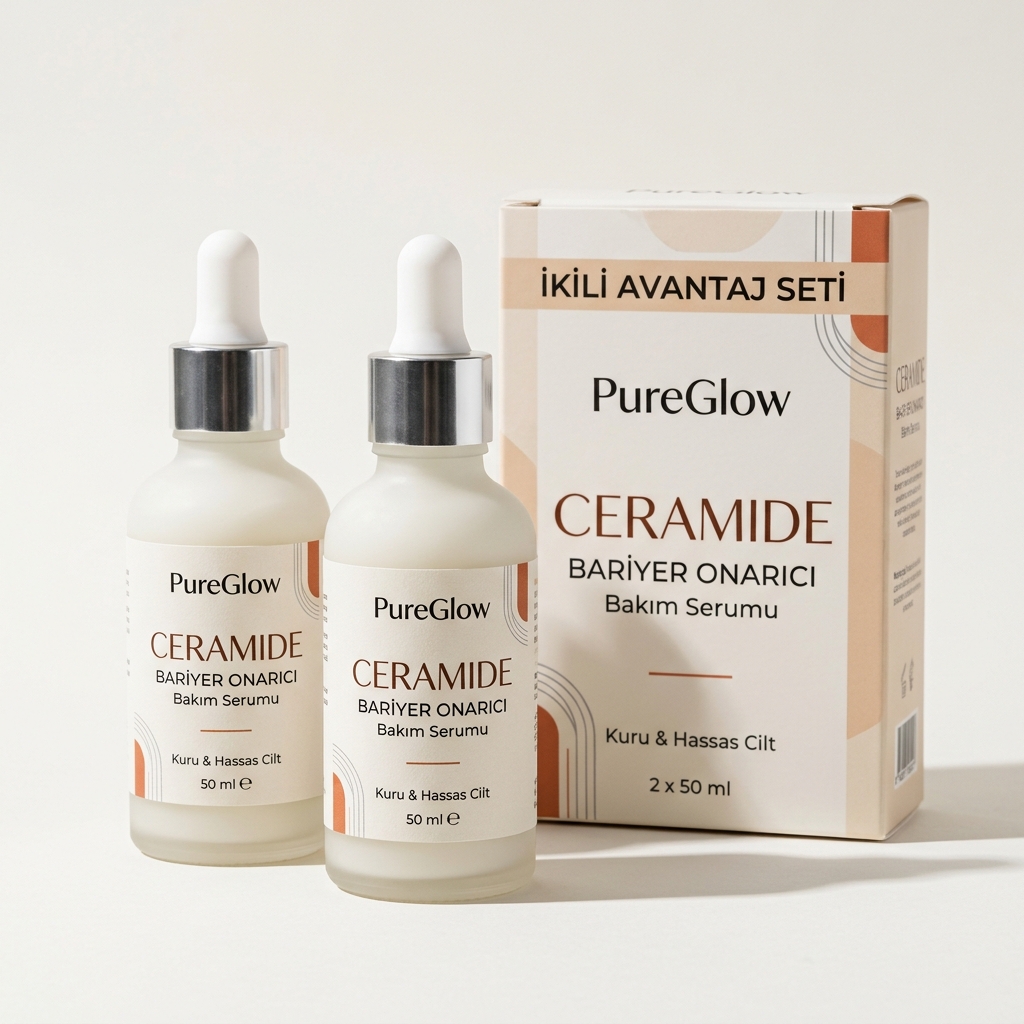 PureGlow
CERAMIDE
BARİYER ONARICI
Bakım Serumu
Kuru & Hassas Cilt
50 ml ℮
PureGlow
CERAMIDE
BARİYER ONARICI
Bakım Serumu
Kuru & Hassas Cilt
50 ml ℮
PureGlow
İKİLİ AVANTAJ SETİ
PureGlow
CERAMIDE
BARİYER ONARICI
Bakım Serumu
Kuru & Hassas Cilt
2 x 50 ml
CERAMIDE